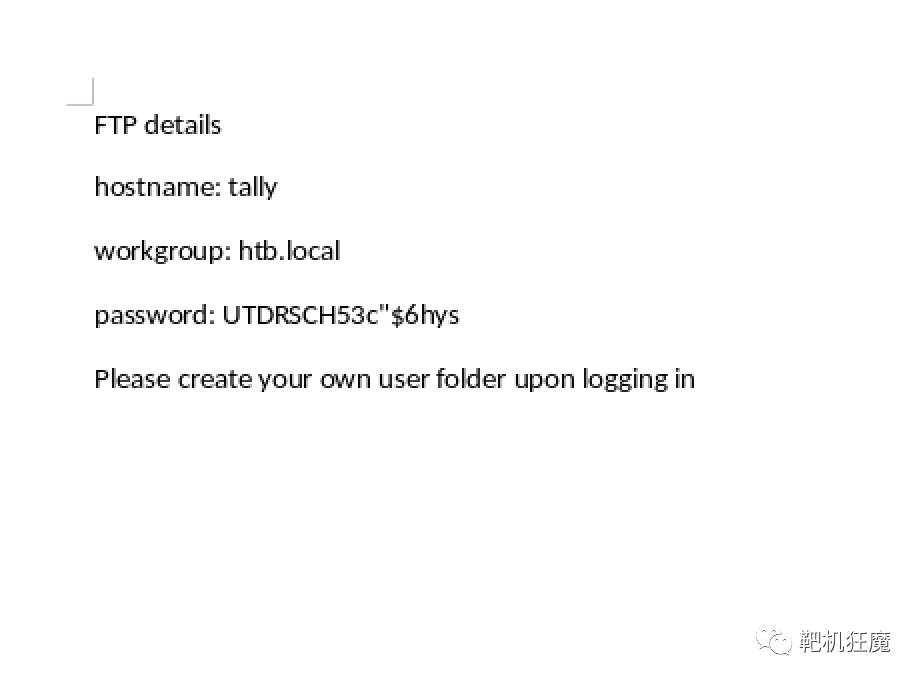 FTP details
hostname: tally
workgroup: htb.local
password: UTDRSCH53c"$6hys
Please create your own user folder upon logging in
靶机狂魔